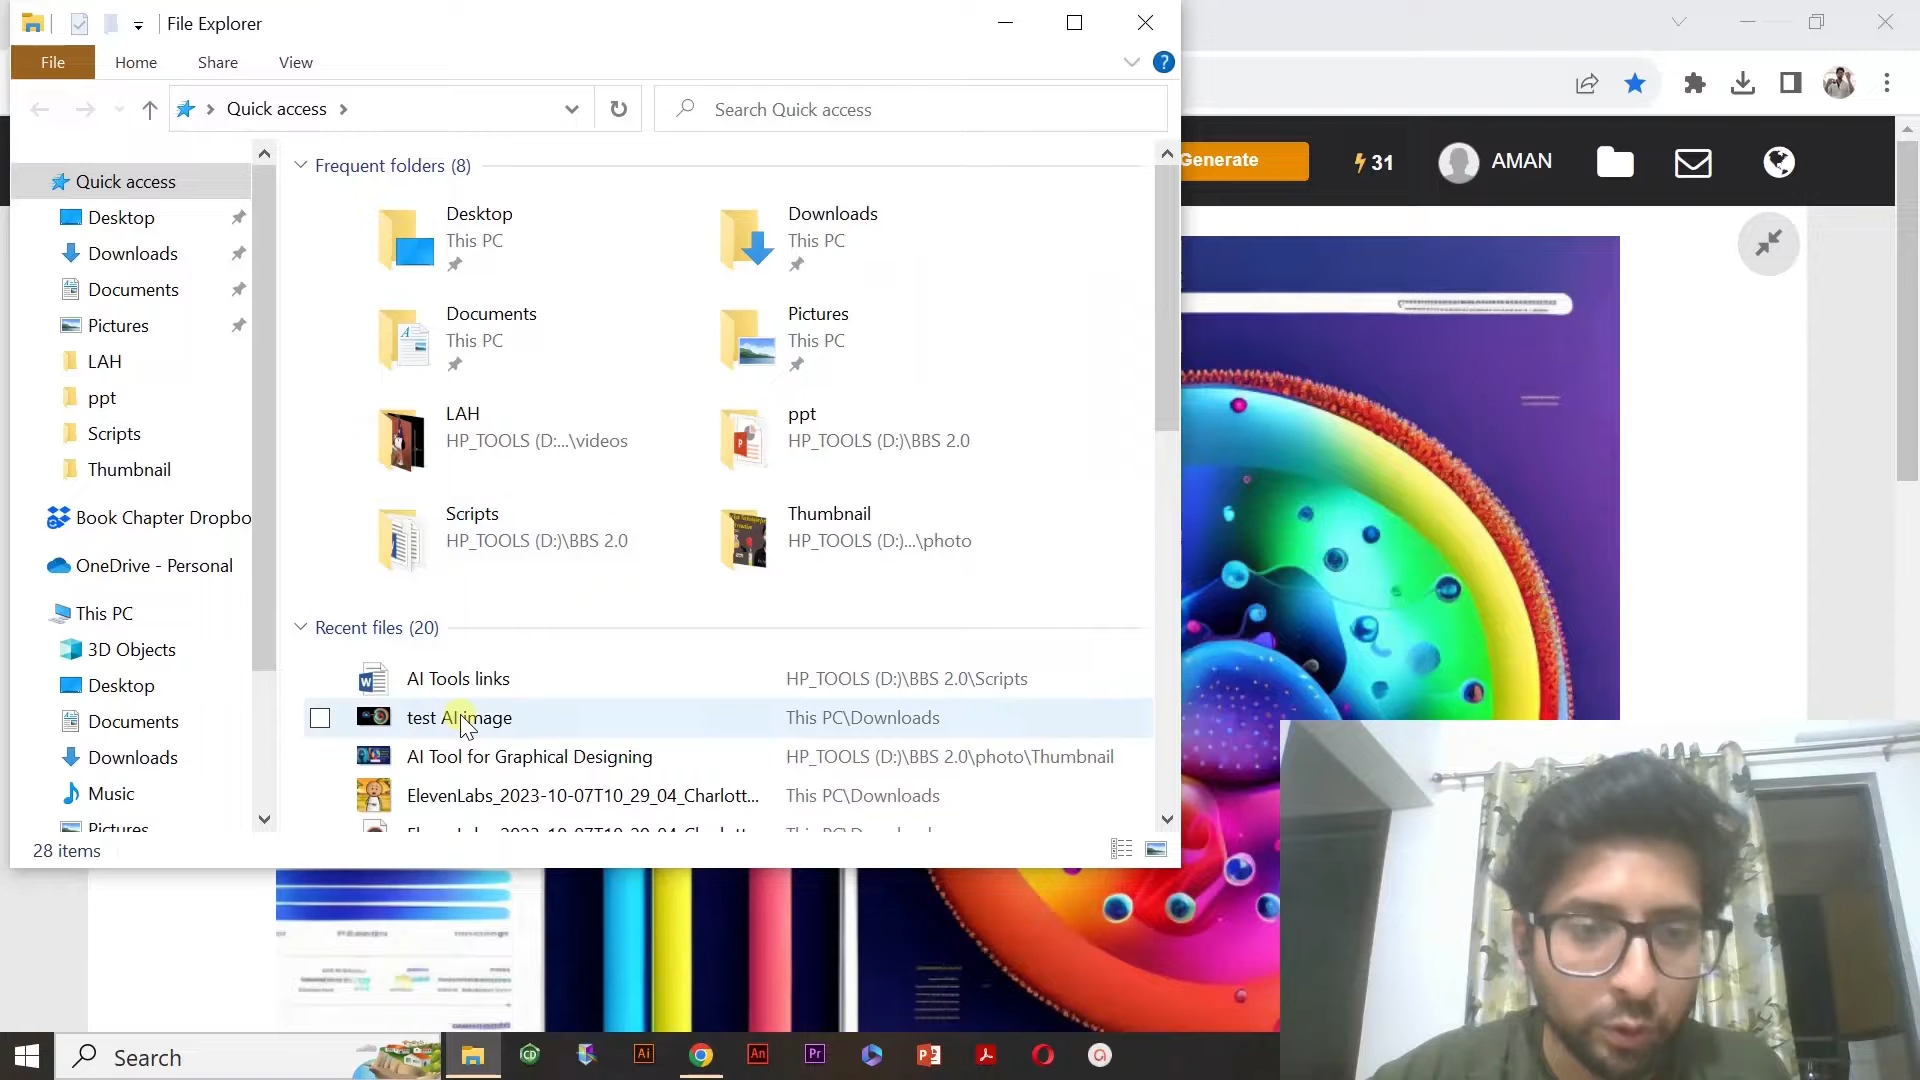 File Explorer
File Home Share View
Quick access
Search Quick access
Generate
31
AMAN
Quick access
Desktop
Downloads
Documents
Pictures
LAH
ppt
Scripts
Thumbnail
Book Chapter Dropbo
OneDrive - Personal
This PC
3D Objects
Desktop
Documents
Downloads
Music
Pictures
28 items
Frequent folders (8)
Desktop
This PC
Downloads
This PC
Documents
This PC
Pictures
This PC
LAH
HP_TOOLS (D:...\videos
ppt
HP_TOOLS (D:)\BBS 2.0
Scripts
HP_TOOLS (D:)\BBS 2.0
Thumbnail
HP_TOOLS (D:)...\photo
Recent files (20)
AI Tools links HP_TOOLS (D:)\BBS 2.0\Scripts
test AI image This PC\Downloads
AI Tool for Graphical Designing HP_TOOLS (D:)\BBS 2.0\photo\Thumbnail
ElevenLabs_2023-10-07T10_29_04_Charlott... This PC\Downloads
Search
Ai
An
Pr